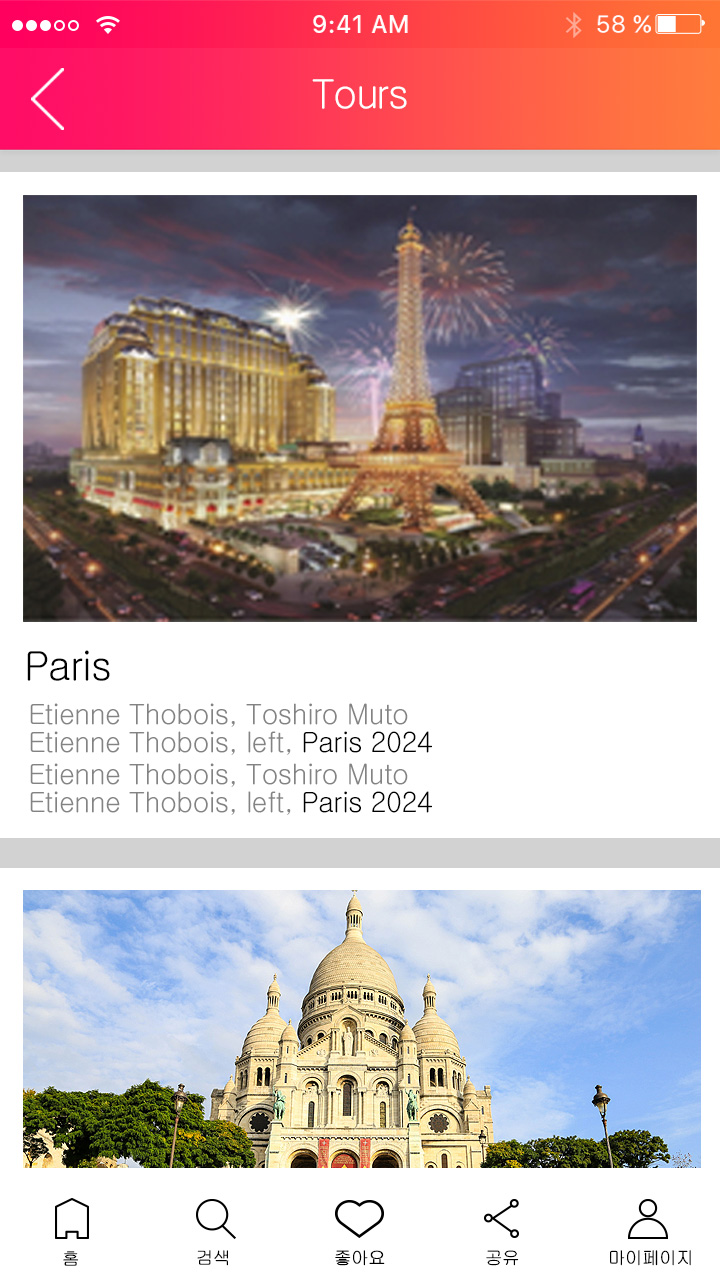 9:41 AM
58 %
Tours
Paris
Etienne Thobois, Toshiro Muto
Etienne Thobois, left, Paris 2024
Etienne Thobois, Toshiro Muto
Etienne Thobois, left, Paris 2024
홈
검색
좋아요
공유
마이페이지